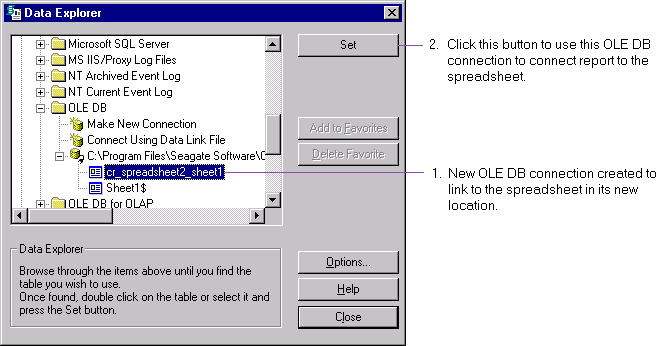 Data Explorer
Microsoft SQL Server
MS IIS/Proxy Log Files
NT Archived Event Log
NT Current Event Log
OLE DB
Make New Connection
Connect Using Data Link File
C:\Program Files\Seagate Software\C
cr_spreadsheet2_sheet1
Sheet1$
OLE DB for OLAP
Set
Add to Favorites
Delete Favorite
Data Explorer
Browse through the items above until you find the
table you wish to use.
Once found, double click on the table or select it and
press the Set button.
Options...
Help
Close
2. Click this button to use this OLE DB
connection to connect report to the
spreadsheet.
1. New OLE DB connection created to
link to the spreadsheet in its new
location.